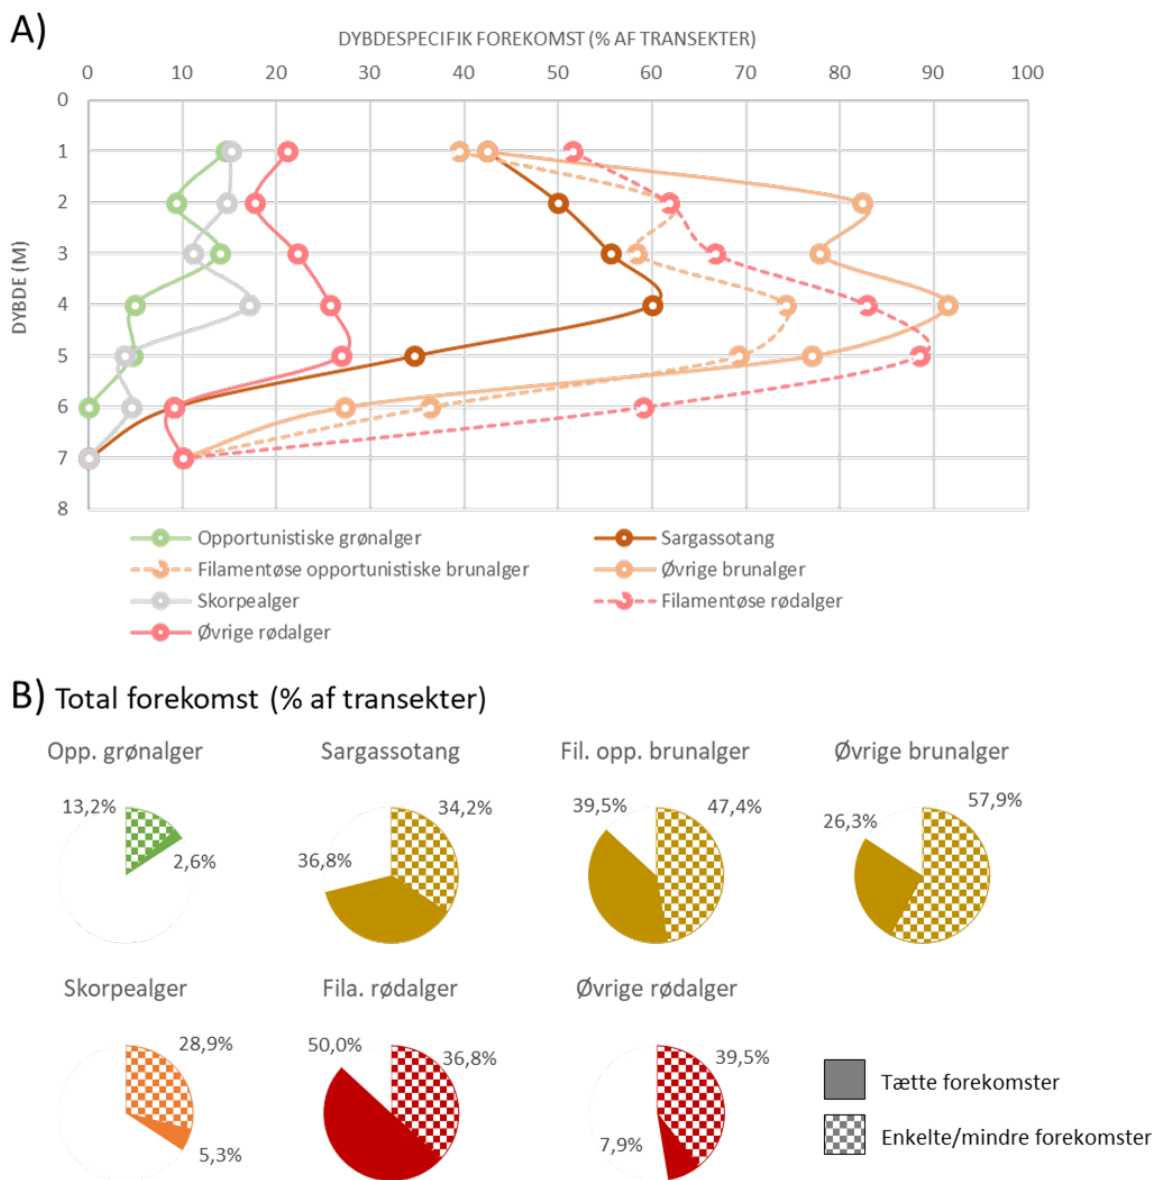 A)
DYBDESPECIFIK FOREKOMST (% AF TRANSEKTER)
0 10 20 30 40 50 60 70 80 90 100
DYBDE (M)
0
1
2
3
4
5
6
7
8
Opportunistiske grønalger
Sargassotang
Filamentøse opportunistiske brunalger
Øvrige brunalger
Skorpealger
Filamentøse rødalger
Øvrige rødalger
B) Total forekomst (% af transekter)
Opp. grønalger
Sargassotang
Fil. opp. brunalger
Øvrige brunalger
13,2%
2,6%
34,2%
36,8%
39,5%
47,4%
57,9%
26,3%
Skorpealger
Fila. rødalger
Øvrige rødalger
28,9%
5,3%
50,0%
36,8%
39,5%
7,9%
Tætte forekomster
Enkelte/mindre forekomster